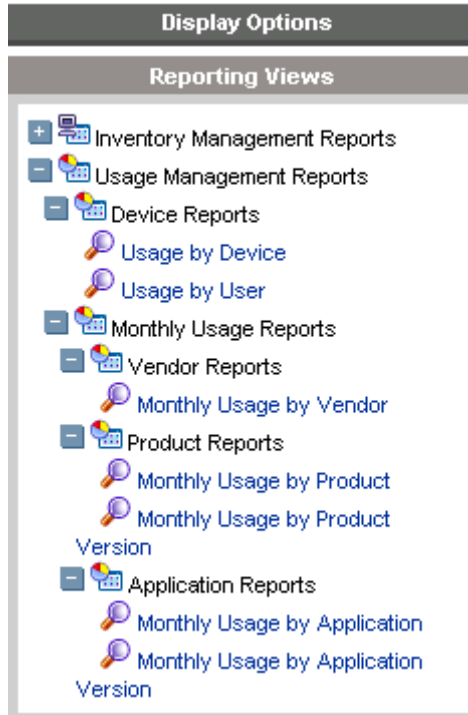 Display Options
Reporting Views
Inventory Management Reports
Usage Management Reports
Device Reports
Usage by Device
Usage by User
Monthly Usage Reports
Vendor Reports
Monthly Usage by Vendor
Product Reports
Monthly Usage by Product
Monthly Usage by Product
Version
Application Reports
Monthly Usage by Application
Monthly Usage by Application
Version